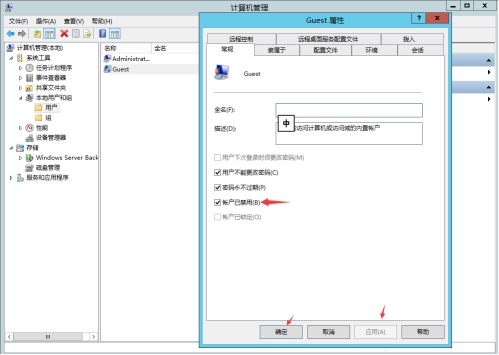 计算机管理
文件(F) 操作(A) 查看(V) 帮助(H)
计算机管理(本地)
系统工具
任务计划程序
事件查看器
共享文件夹
本地用户和组
用户
组
性能
设备管理器
存储
Windows Server Back
磁盘管理
服务和应用程序
名称 全名
Administrat...
Guest
Guest 属性
远程控制 远程桌面服务配置文件 拨入
常规 隶属于 配置文件 环境 会话
Guest
全名(F):
中
描述(D): 访问计算机或访问域的内置帐户
用户下次登录时须更改密码(M)
用户不能更改密码(C)
密码永不过期(P)
帐户已禁用(B)
帐户已锁定(O)
确定 取消 应用(A) 帮助